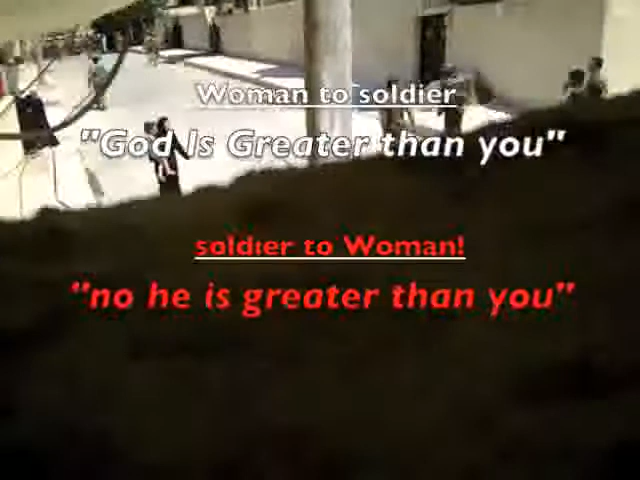 Woman to soldier
"God Is Greater than you"
soldier to Woman!
"no he is greater than you"